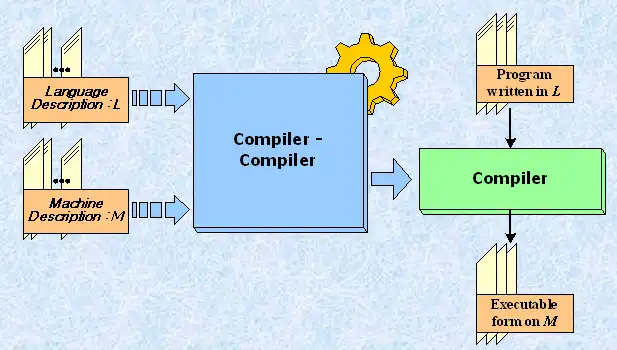 Language
Description : L
Machine
Description : M
Compiler -
Compiler
Program
written in L
Compiler
Executable
form on M